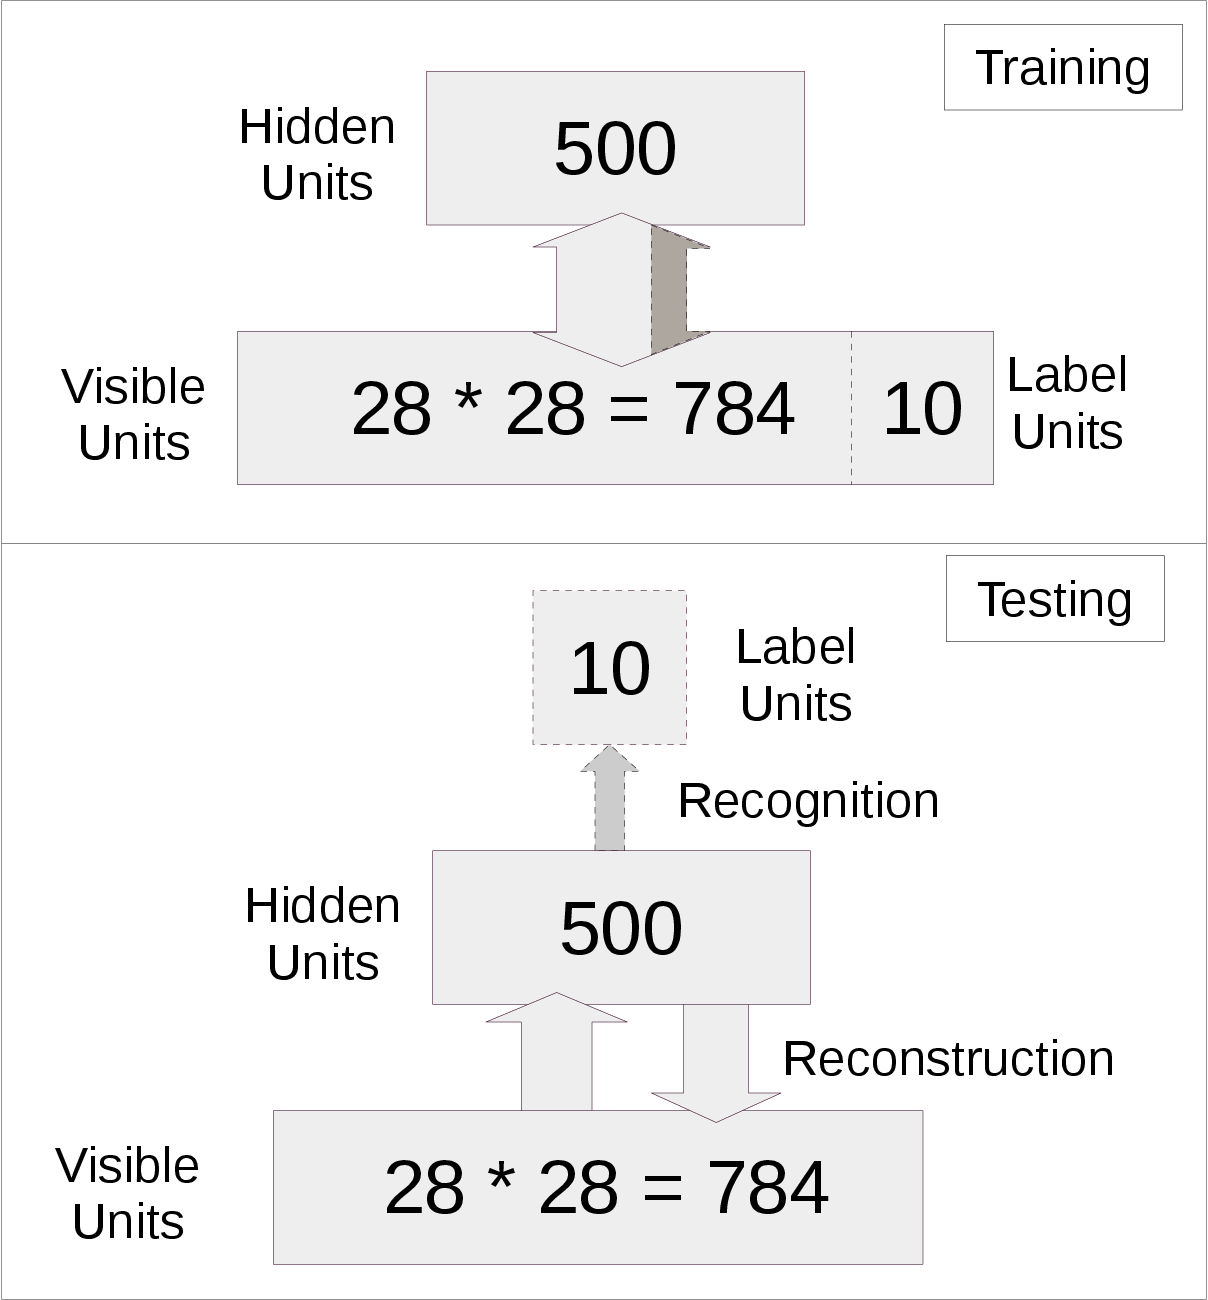 Training
Hidden
Units
500
Visible
Units
28 * 28 = 784
10
Label
Units
Testing
10
Label
Units
Recognition
Hidden
Units
500
Reconstruction
Visible
Units
28 * 28 = 784